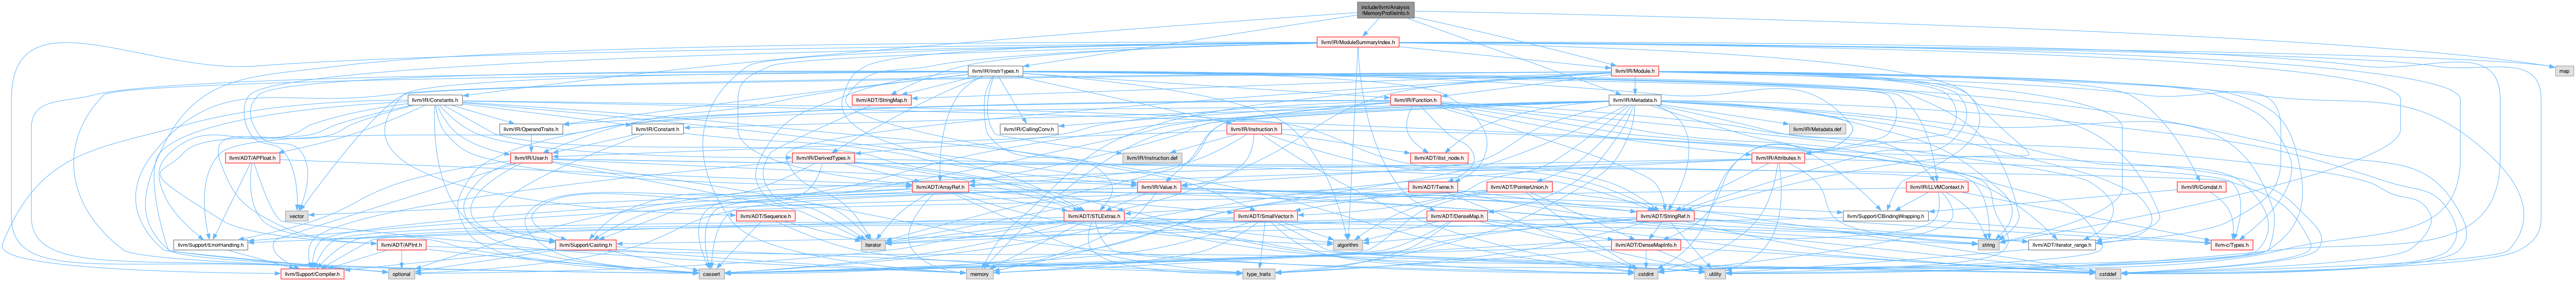 include/llvm/Analysis
/MemoryProfileInfo.h
llvm/IR/ModuleSummaryIndex.h
llvm/IR/InstrTypes.h
llvm/IR/Module.h
map
llvm/IR/Constants.h
llvm/ADT/StringMap.h
llvm/IR/Function.h
llvm/IR/Metadata.h
llvm/IR/OperandTraits.h
llvm/IR/Constant.h
llvm/IR/CallingConv.h
llvm/IR/Instruction.h
llvm/IR/Metadata.def
llvm/ADT/APFloat.h
llvm/IR/User.h
llvm/IR/DerivedTypes.h
llvm/IR/Instruction.def
llvm/ADT/ilist_node.h
llvm/IR/Attributes.h
llvm/ADT/ArrayRef.h
llvm/IR/Value.h
llvm/ADT/Twine.h
llvm/ADT/PointerUnion.h
llvm/IR/LLVMContext.h
llvm/IR/Comdat.h
vector
llvm/ADT/Sequence.h
llvm/ADT/STLExtras.h
llvm/ADT/SmallVector.h
llvm/ADT/DenseMap.h
llvm/ADT/StringRef.h
llvm/Support/CBindingWrapping.h
llvm/Support/ErrorHandling.h
llvm/ADT/APInt.h
llvm/Support/Casting.h
iterator
algorithm
llvm/ADT/DenseMapInfo.h
string
llvm/ADT/iterator_range.h
llvm-c/Types.h
llvm/Support/Compiler.h
optional
cassert
memory
type_traits
cstdint
utility
cstddef